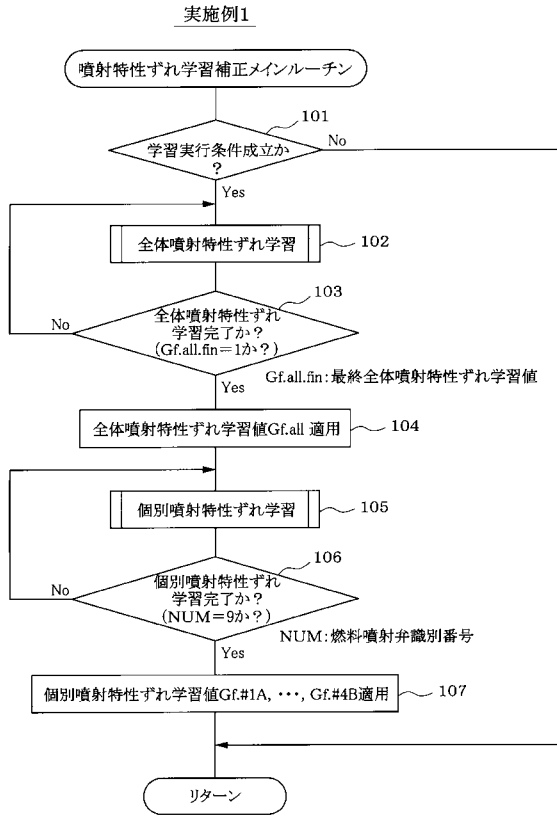 実施例1
噴射特性ずれ学習補正メインルーチン
101
学習実行条件成立か
?
No
Yes
全体噴射特性ずれ学習
102
103
全体噴射特性ずれ
学習完了か?
(Gf.all.fin=1か?)
No
Yes
Gf.all.fin:最終全体噴射特性ずれ学習値
全体噴射特性ずれ学習値Gf.all 適用
104
個別噴射特性ずれ学習
105
106
個別噴射特性ずれ
学習完了か?
(NUM=9か?)
No
Yes
NUM:燃料噴射弁識別番号
個別噴射特性ずれ学習値Gf.#1A, ･･･, Gf.#4B適用
107
リターン